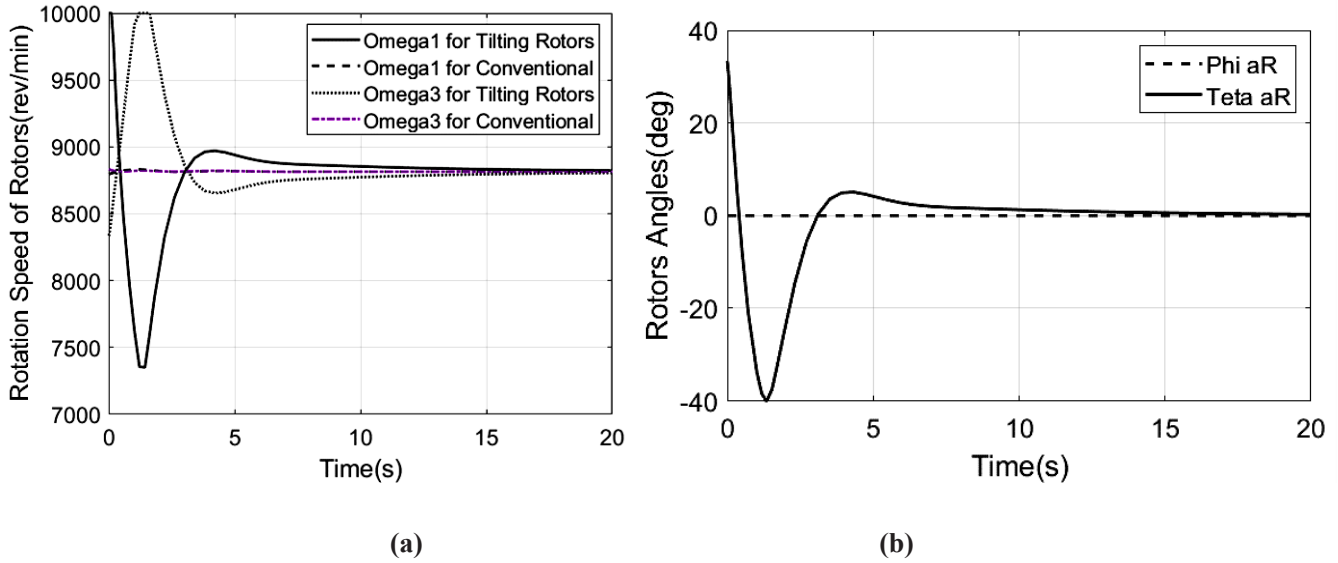 Rotation Speed of Rotors(rev/min)
10000
9500
9000
8500
8000
7500
7000
0
5
10
15
20
Time(s)
Omega1 for Tilting Rotors
Omega1 for Conventional
Omega3 for Tilting Rotors
Omega3 for Conventional
(a)
Rotors Angles(deg)
40
20
0
-20
-40
0
5
10
15
20
Time(s)
Phi aR
Teta aR
(b)